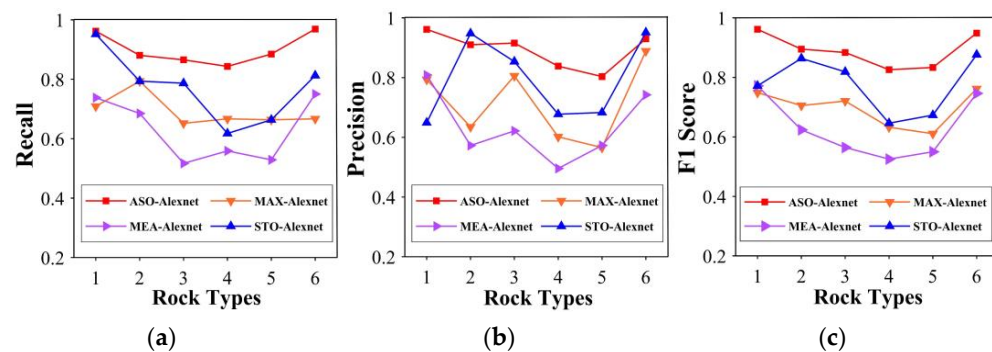 1
0.8
0.6
0.4
0.2
Recall
ASO-Alexnet MAX-Alexnet
MEA-Alexnet STO-Alexnet
1 2 3 4 5 6
Rock Types
(a)
1
0.8
0.6
0.4
0.2
Precision
ASO-Alexnet MAX-Alexnet
MEA-Alexnet STO-Alexnet
1 2 3 4 5 6
Rock Types
(b)
1
0.8
0.6
0.4
0.2
F1 Score
ASO-Alexnet MAX-Alexnet
MEA-Alexnet STO-Alexnet
1 2 3 4 5 6
Rock Types
(c)